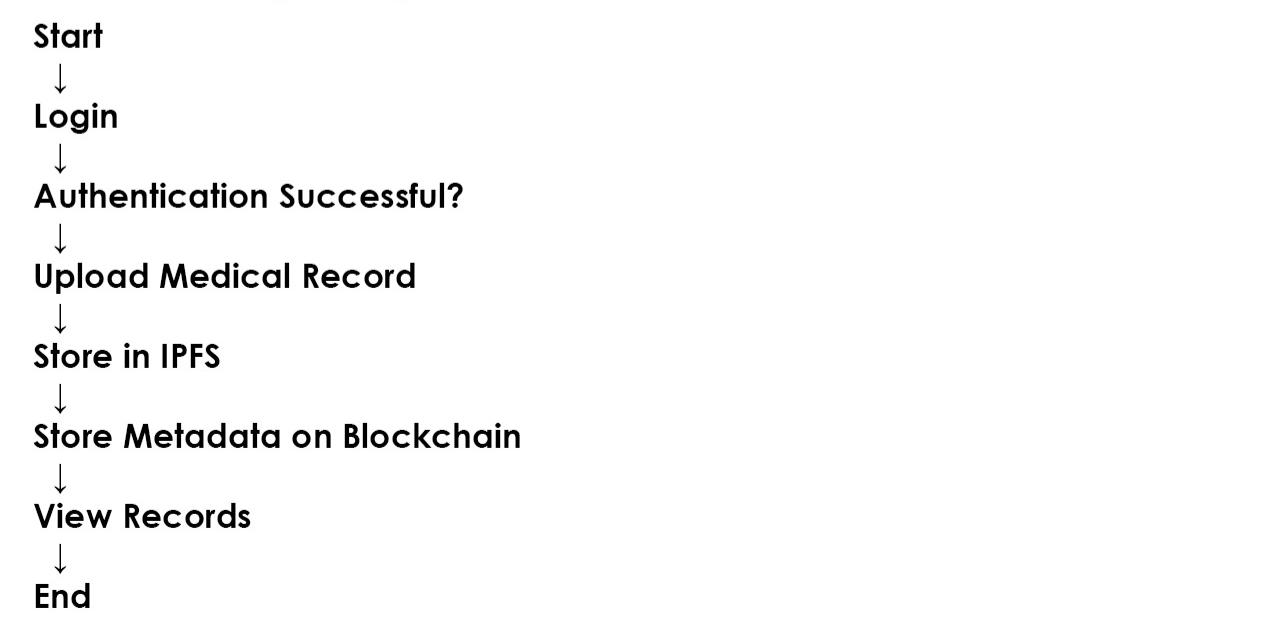 Start
↓
Login
↓
Authentication Successful?
↓
Upload Medical Record
↓
Store in IPFS
↓
Store Metadata on Blockchain
↓
View Records
↓
End